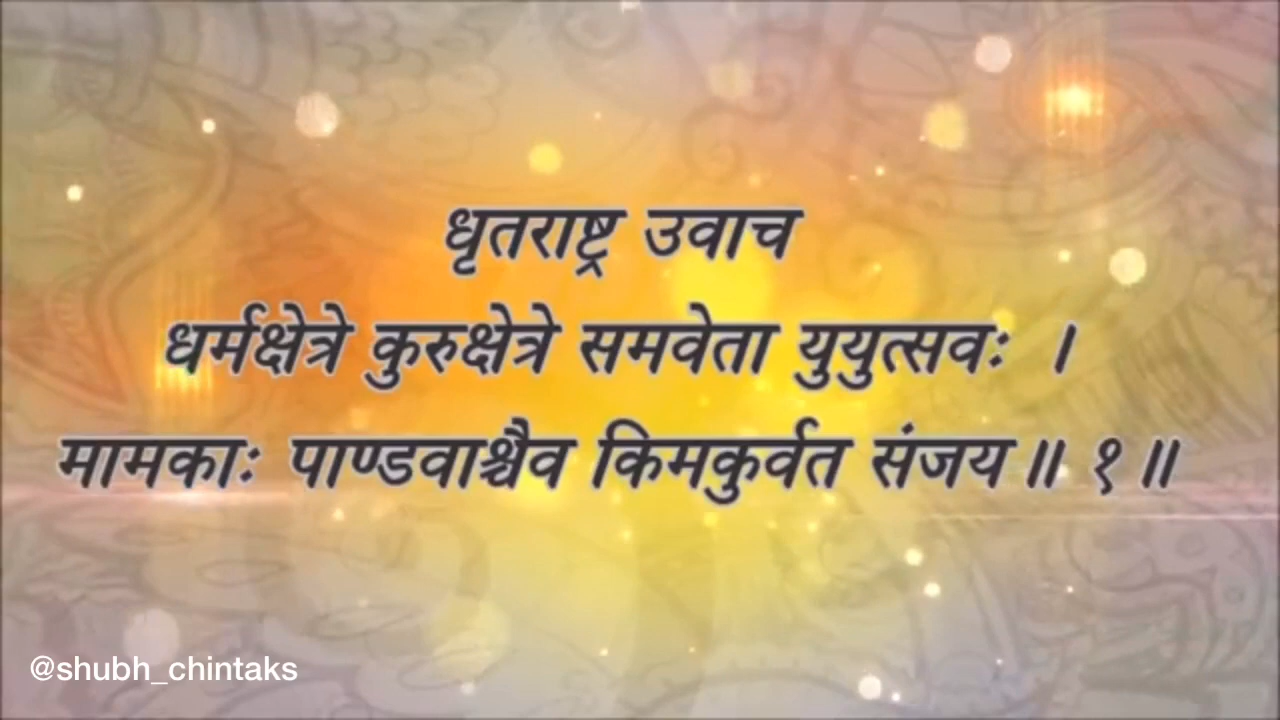 धृतराष्ट्र उवाच
धर्मक्षेत्रे कुरुक्षेत्रे समवेता युयुत्सवः ।
मामकाः पाण्डवाश्चैव किमकुर्वत संजय ॥ १ ॥
@shubh_chintaks